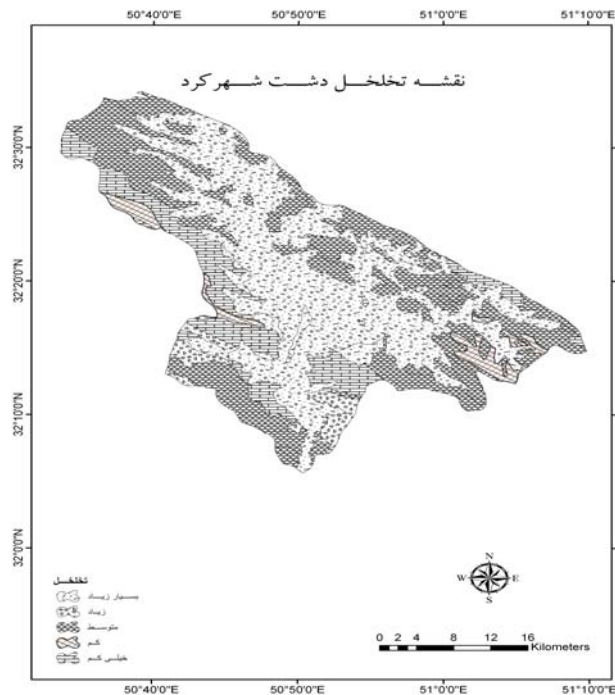 50°40'0"E 50°50'0"E 51°0'0"E 51°10'0"E
نقشه تخلخل دشت شهرکرد
32°30'0"N
32°20'0"N
32°10'0"N
32°0'0"N
N
W E
S
تخلخل
بسیار زیاد
زیاد
متوسط
کم
خیلی کم
0 2 4 8 12 16
Kilometers
50°40'0"E 50°50'0"E 51°0'0"E 51°10'0"E